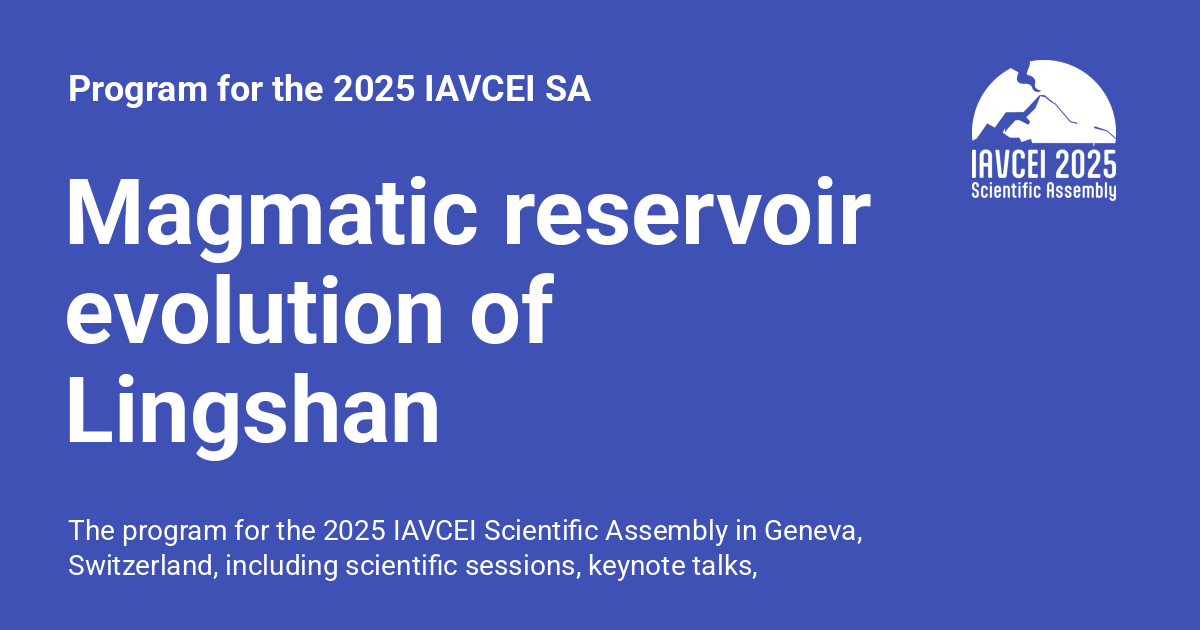 Program for the 2025 IAVCEI SA
IAVCEI 2025
Scientific Assembly
Magmatic reservoir
evolution of
Lingshan
The program for the 2025 IAVCEI Scientific Assembly in Geneva,
Switzerland, including scientific sessions, keynote talks,